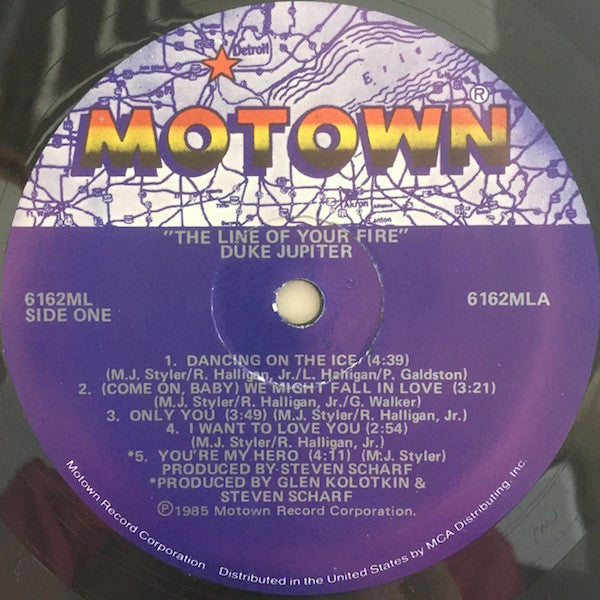 Detroit
Erie
MOTOWN®
Akron
Canton
"THE LINE OF YOUR FIRE"
DUKE JUPITER
6162ML
SIDE ONE
6162MLA
1. DANCING ON THE ICE (4:39)
(M.J. Styler/R. Halligan, Jr./L. Halligan/P. Galdston)
2. (COME ON, BABY) WE MIGHT FALL IN LOVE (3:21)
(M.J. Styler/R. Halligan, Jr./G. Walker)
3. ONLY YOU (3:49) (M.J. Styler/R. Halligan, Jr.)
4. I WANT TO LOVE YOU (2:54)
(M.J. Styler/R. Halligan, Jr.)
*5. YOU'RE MY HERO (4:11) (M.J. Styler)
PRODUCED BY STEVEN SCHARF
*PRODUCED BY GLEN KOLOTKIN &
STEVEN SCHARF
℗1985 Motown Record Corporation.
Motown Record Corporation Distributed in the United States by MCA Distributing, Inc.